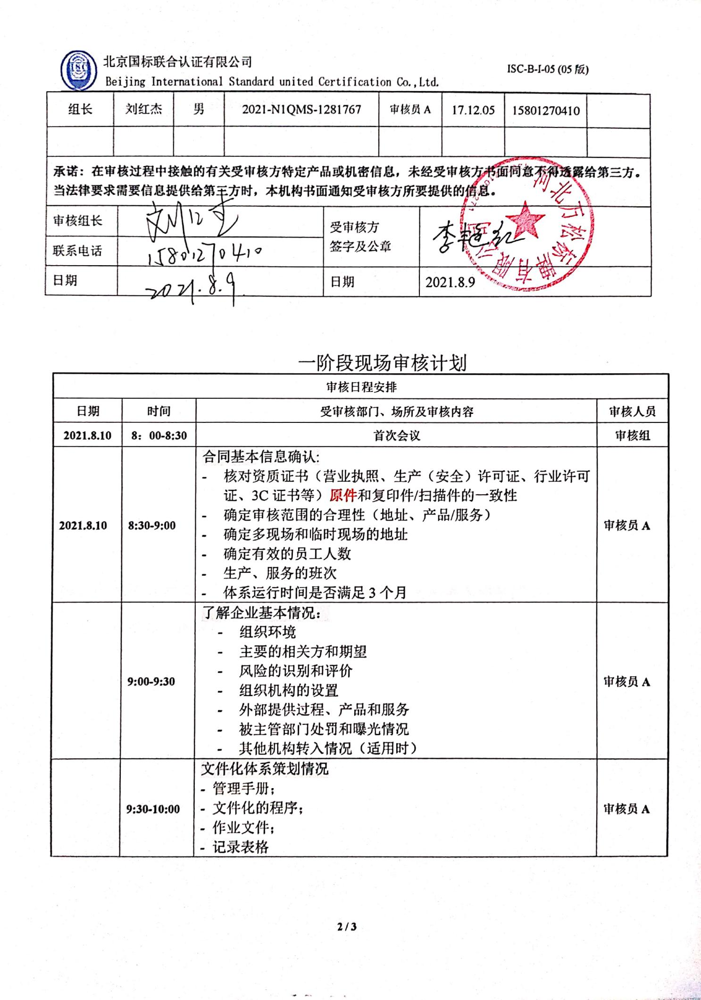 北京国标联合认证有限公司
Beijing International Standard united Certification Co.,Ltd.
ISC-B-I-05 (05 版)
组长 刘红杰 男 2021-N1QMS-1281767 审核员 A 17.12.05 15801270410
承诺：在审核过程中接触的有关受审核方特定产品或机密信息，未经受审核方书面同意不得透露给第三方。
当法律要求需要信息提供给第三方时，本机构书面通知受审核方所要提供的信息。
审核组长 刘红杰
联系电话 15801270410
受审核方
签字及公章
李艳红
河北万松标牌有限公司
日期 2021.8.9 日期 2021.8.9
一阶段现场审核计划
审核日程安排
日期 时间 受审核部门、场所及审核内容 审核人员
2021.8.10 8：00-8:30 首次会议 审核组
2021.8.10 8:30-9:00
合同基本信息确认:
- 核对资质证书（营业执照、生产（安全）许可证、行业许可
证、3C 证书等）原件和复印件/扫描件的一致性
- 确定审核范围的合理性（地址、产品/服务）
- 确定多现场和临时现场的地址
- 确定有效的员工人数
- 生产、服务的班次
- 体系运行时间是否满足 3 个月
审核员 A
9:00-9:30
了解企业基本情况：
- 组织环境
- 主要的相关方和期望
- 风险的识别和评价
- 组织机构的设置
- 外部提供过程、产品和服务
- 被主管部门处罚和曝光情况
- 其他机构转入情况（适用时）
审核员 A
9:30-10:00
文件化体系策划情况
- 管理手册；
- 文件化的程序；
- 作业文件；
- 记录表格
审核员 A
2 / 3